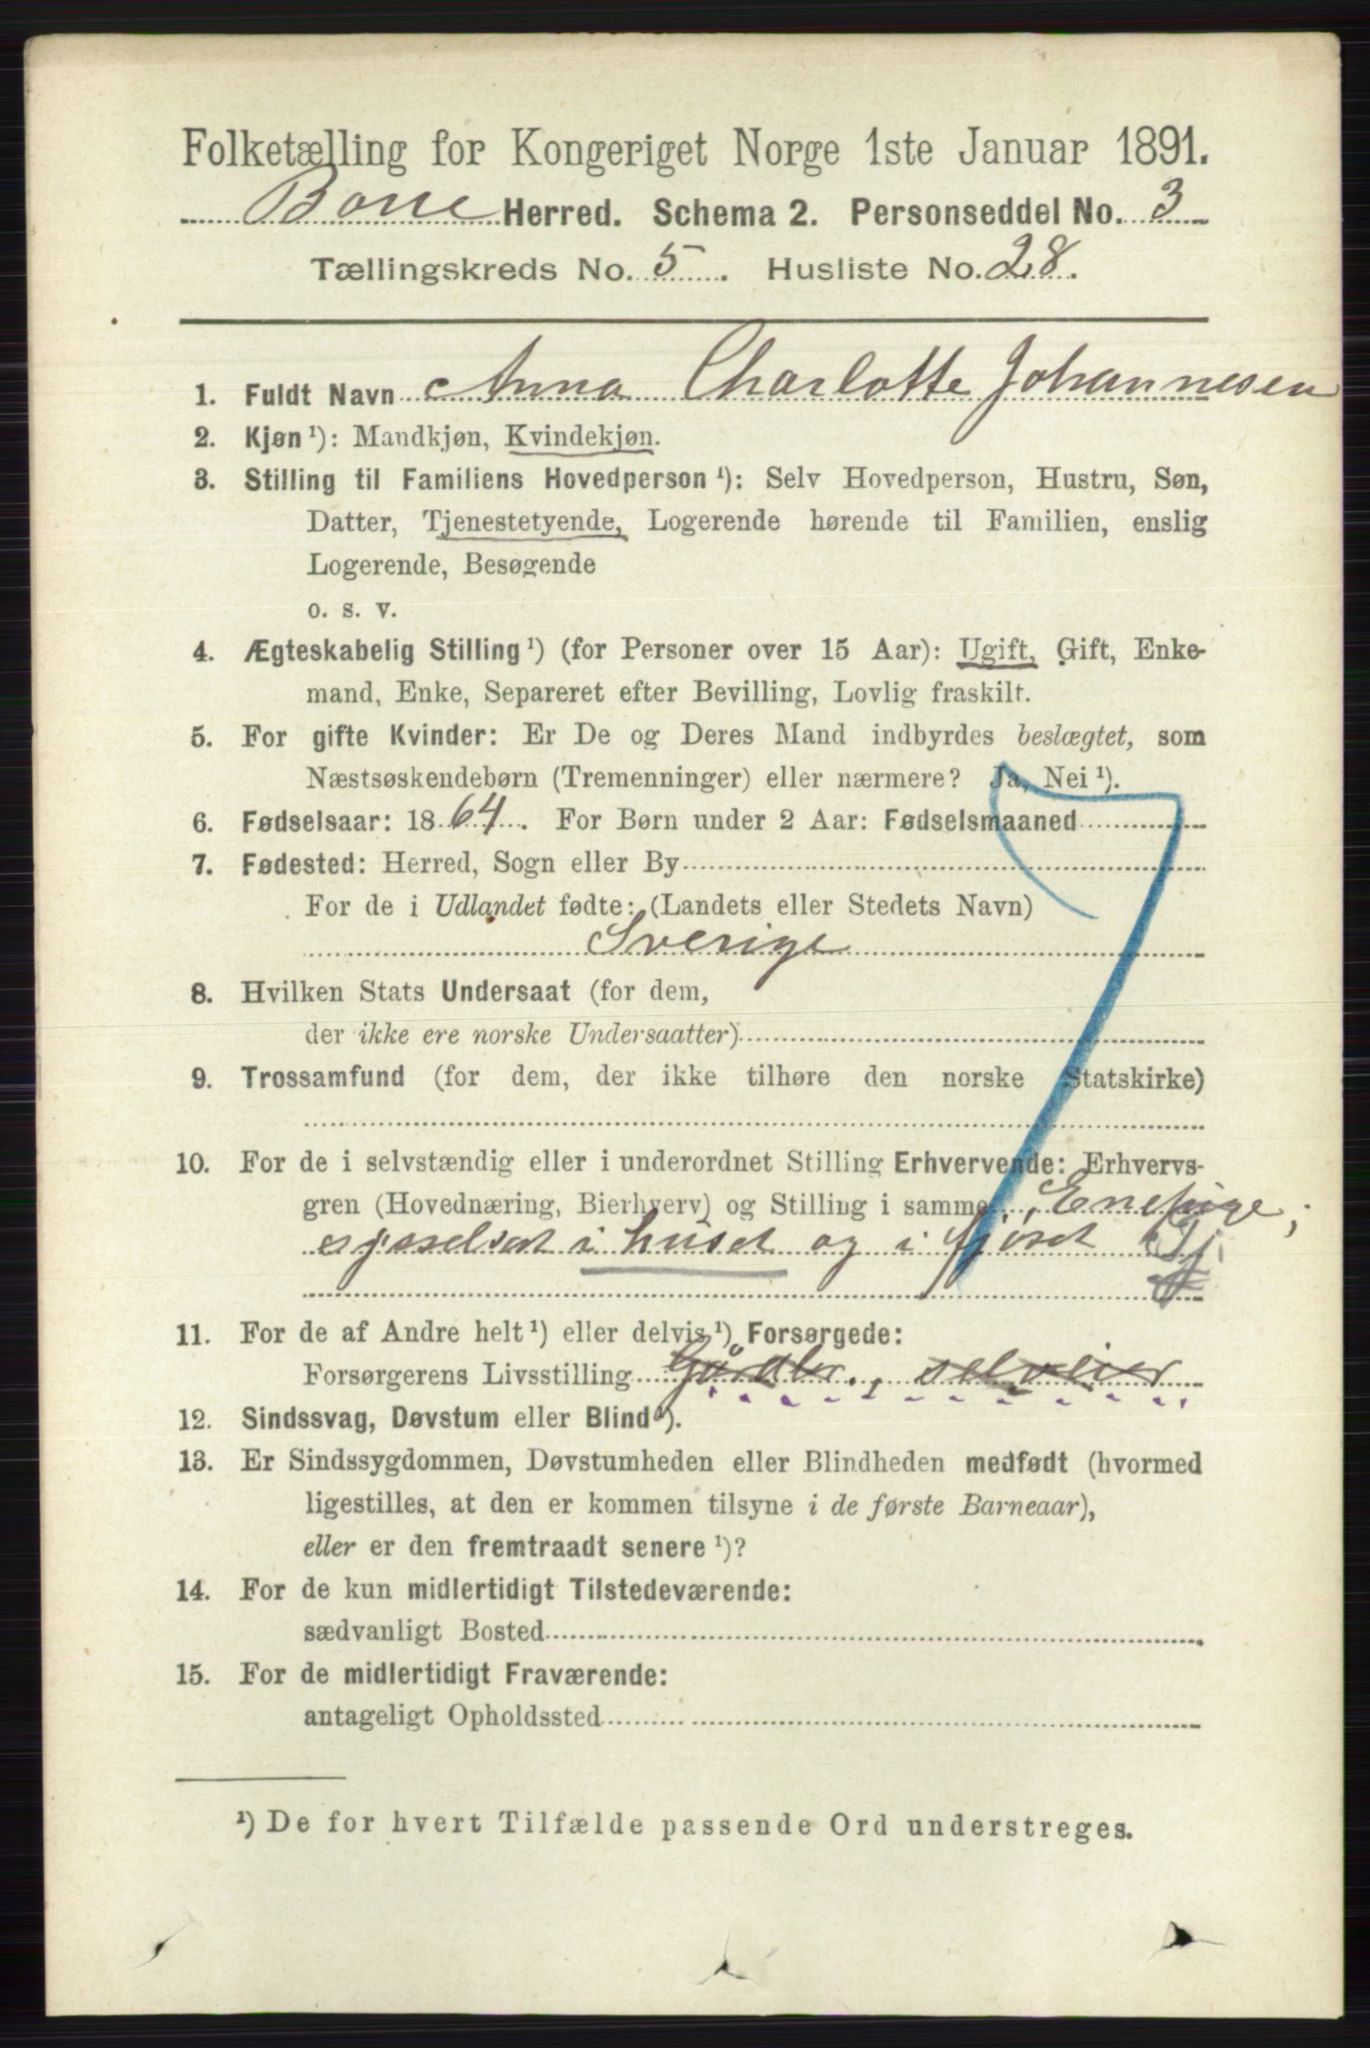 Folketælling for Kongeriget Norge 1ste Januar 1891.
Borre Herred. Schema 2. Personseddel No. 3
Tællingskreds No. 5. Husliste No. 28.
1. Fuldt Navn Anna Charlotte Johannesen
2. Kjøn ¹): Mandkjøn, Kvindekjøn.
3. Stilling til Familiens Hovedperson ¹): Selv Hovedperson, Hustru, Søn,
Datter, Tjenestetyende, Logerende hørende til Familien, enslig
Logerende, Besøgende
o. s. v.
4. Ægteskabelig Stilling ¹) (for Personer over 15 Aar): Ugift, Gift, Enke-
mand, Enke, Separeret efter Bevilling, Lovlig fraskilt.
5. For gifte Kvinder: Er De og Deres Mand indbyrdes beslægtet, som
Næstsøskendebørn (Tremenninger) eller nærmere? Ja, Nei ¹).
6. Fødselsaar: 1864. For Børn under 2 Aar: Fødselsmaaned
7. Fødested: Herred, Sogn eller By
For de i Udlandet fødte: (Landets eller Stedets Navn)
Sverige
8. Hvilken Stats Undersaat (for dem,
der ikke ere norske Undersaatter)
9. Trossamfund (for dem, der ikke tilhøre den norske Statskirke)
10. For de i selvstændig eller i underordnet Stilling Erhvervende: Erhvervs-
gren (Hovednæring, Bierhverv) og Stilling i samme Enepige;
sysselsat i huset og i fjøset Tj
11. For de af Andre helt ¹) eller delvis ¹) Forsørgede:
Forsørgerens Livsstilling Gårdbr., selveier
12. Sindssvag, Døvstum eller Blind ¹).
13. Er Sindssygdommen, Døvstumheden eller Blindheden medfødt (hvormed
ligestilles, at den er kommen tilsyne i de første Barneaar),
eller er den fremtraadt senere ¹)?
14. For de kun midlertidigt Tilstedeværende:
sædvanligt Bosted
15. For de midlertidigt Fraværende:
antageligt Opholdssted
¹) De for hvert Tilfælde passende Ord understreges.